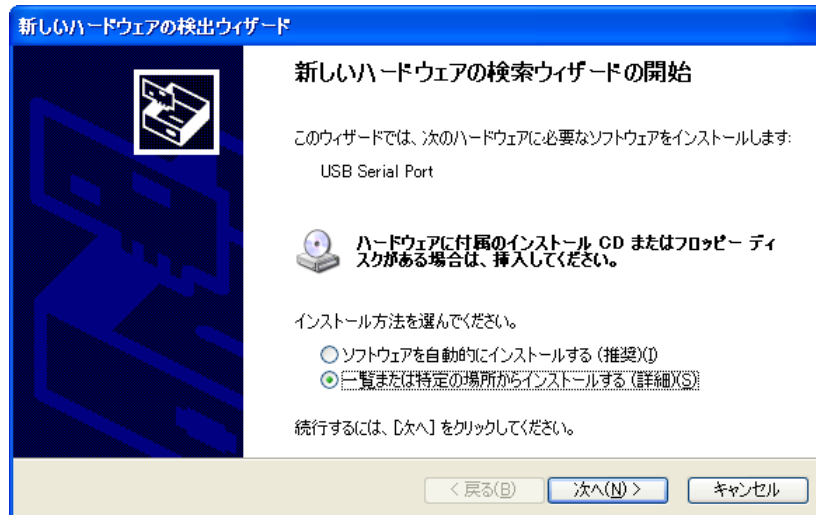 新しいハードウェアの検出ウィザード
新しいハードウェアの検索ウィザードの開始
このウィザードでは、次のハードウェアに必要なソフトウェアをインストールします:
USB Serial Port
ハードウェアに付属のインストール CD またはフロッピー ディ
スクがある場合は、挿入してください。
インストール方法を選んでください。
ソフトウェアを自動的にインストールする (推奨)(I)
一覧または特定の場所からインストールする (詳細)(S)
続行するには、[次へ] をクリックしてください。
< 戻る(B) 次へ(N) > キャンセル